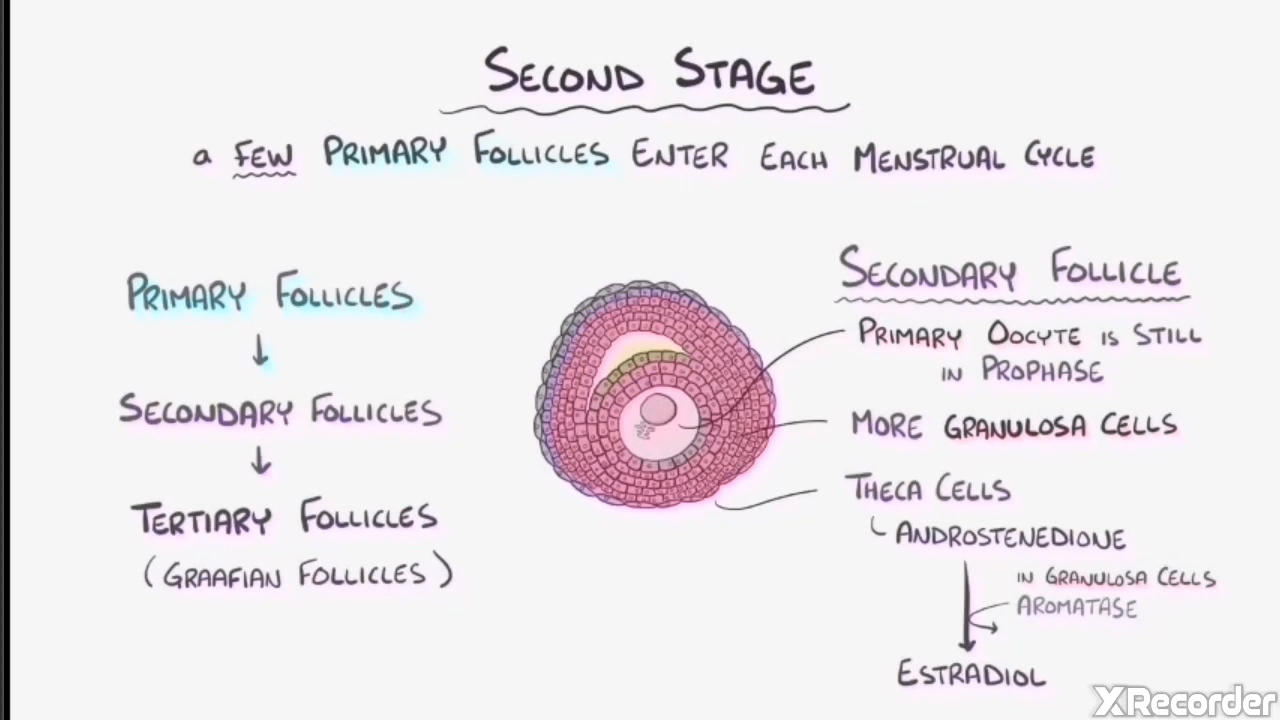 SECOND STAGE
a FEW PRIMARY FOLLICLES ENTER EACH MENSTRUAL CYCLE
PRIMARY FOLLICLES
↓
SECONDARY FOLLICLES
↓
TERTIARY FOLLICLES
(GRAAFIAN FOLLICLES)
SECONDARY FOLLICLE
PRIMARY OOCYTE IS STILL
IN PROPHASE
MORE GRANULOSA CELLS
THECA CELLS
ANDROSTENEDIONE
IN GRANULOSA CELLS
AROMATASE
ESTRADIOL
XRecorder